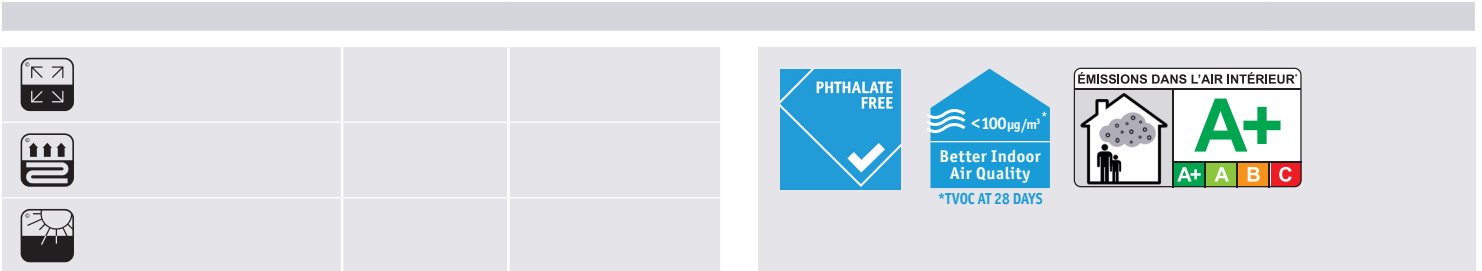 PHTHALATE
FREE
<100µg/m³*
Better Indoor
Air Quality
*TVOC AT 28 DAYS
ÉMISSIONS DANS L'AIR INTÉRIEUR*
A+
A+ A B C